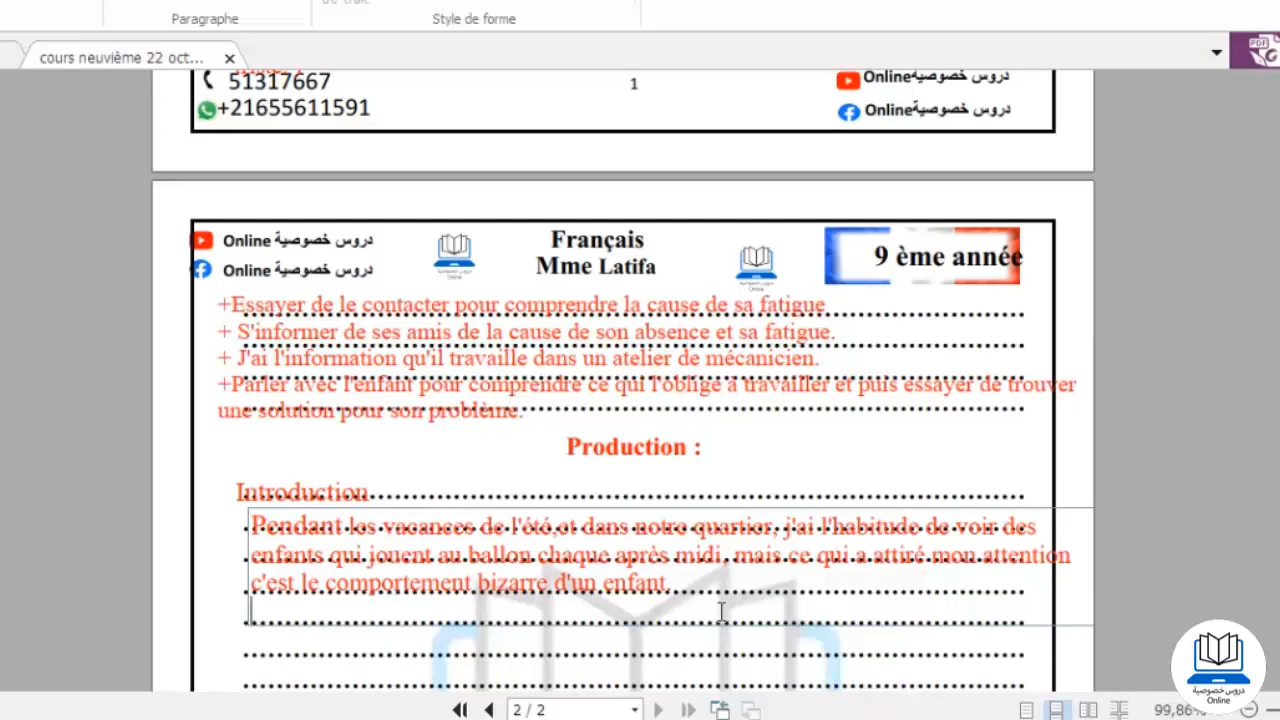 Paragraphe
Style de forme
cours neuvième 22 oct...
51317667
+21655611591
1
Online دروس خصوصية
Online دروس خصوصية
Online دروس خصوصية
Online دروس خصوصية
Français
Mme Latifa
9 ème année
+Essayer de le contacter pour comprendre la cause de sa fatigue
+ S'informer de ses amis de la cause de son absence et sa fatigue.
+ J'ai l'information qu'il travaille dans un atelier de mécanicien.
+Parler avec l'enfant pour comprendre ce qui l'oblige à travailler et puis essayer de trouver
une solution pour son problème.
Production :
Introduction
Pendant les vacances de l'été,et dans notre quartier, j'ai l'habitude de voir des
enfants qui jouent au ballon chaque après midi, mais ce qui a attiré mon attention
c'est le comportement bizarre d'un enfant.
دروس خصوصية
Online
2 / 2
99,86%